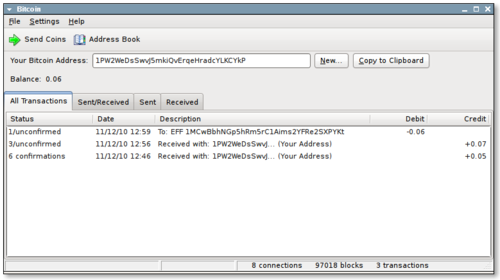 Bitcoin
File Settings Help
Send Coins Address Book
Your Bitcoin Address: 1PW2WeDsSwvJ5mkiQvErqeHradcYLKCYkP New... Copy to Clipboard
Balance: 0.06
All Transactions Sent/Received Sent Received
Status Date Description Debit Credit
1/unconfirmed 11/12/10 12:59 To: EFF 1MCwBbhNGp5hRm5rC1Aims2YFRe2SXPYKt -0.06
3/unconfirmed 11/12/10 12:56 Received with: 1PW2WeDsSwvJ... (Your Address) +0.07
6 confirmations 11/12/10 12:46 Received with: 1PW2WeDsSwvJ... (Your Address) +0.05
8 connections 97018 blocks 3 transactions